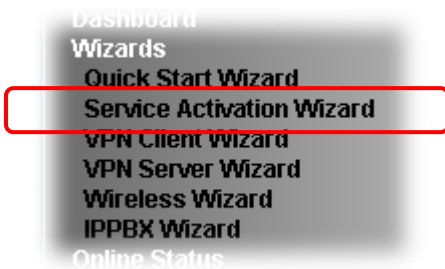 Dashboard
Wizards
Quick Start Wizard
Service Activation Wizard
VPN Client Wizard
VPN Server Wizard
Wireless Wizard
IPPBX Wizard
Online Status